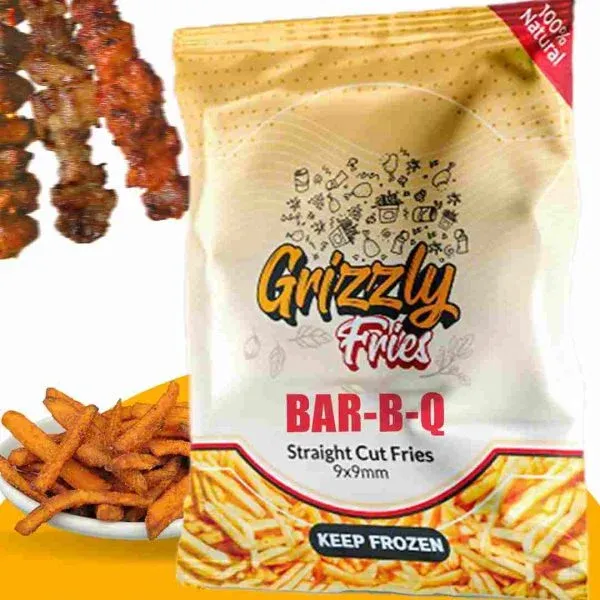 100%
Natural
Grizzly
Fries
BAR-B-Q
Straight Cut Fries
9x9mm
KEEP FROZEN